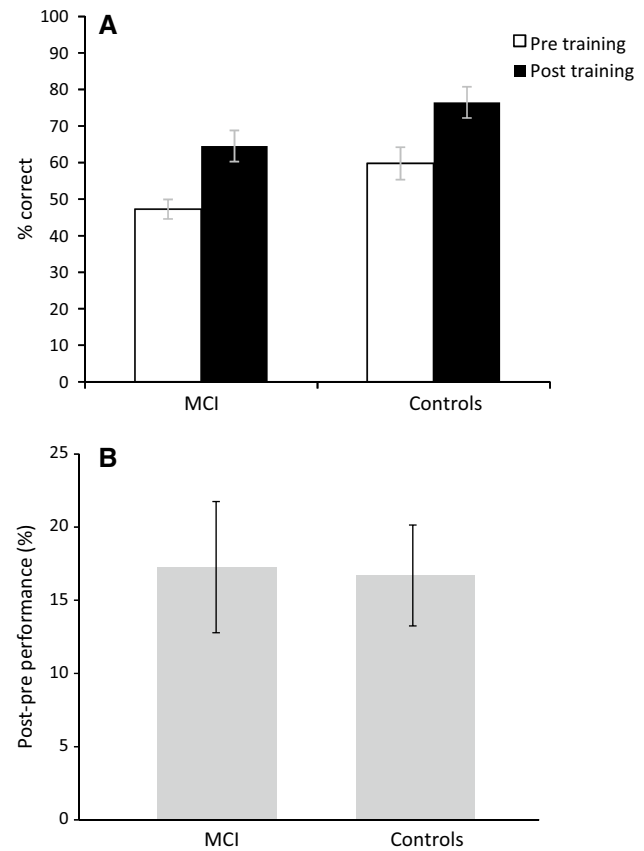 A
Pre training
Post training
% correct
100
90
80
70
60
50
40
30
20
10
0
MCI Controls
B
Post-pre performance (%)
25
20
15
10
5
0
MCI Controls